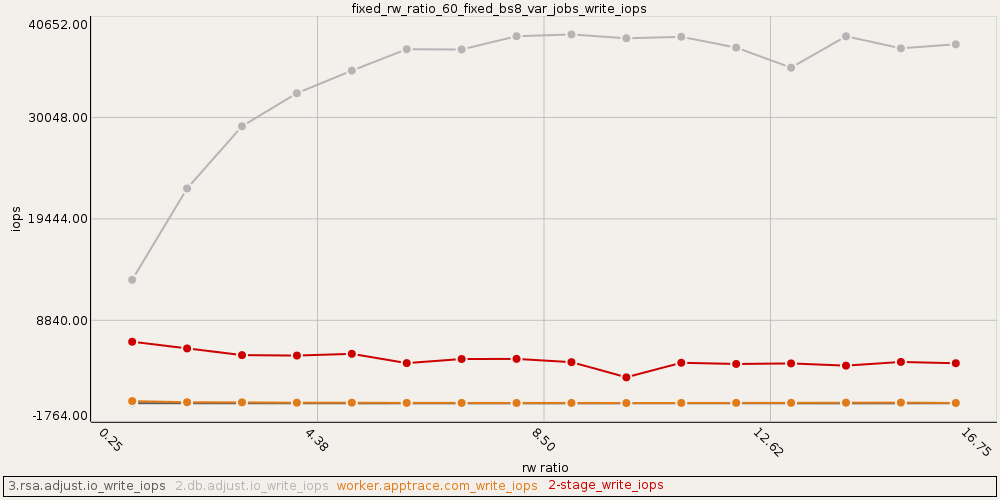 fixed_rw_ratio_60_fixed_bs8_var_jobs_write_iops
40652.00
30048.00
iops
19444.00
8840.00
-1764.00
0.25
4.38
8.50
12.62
16.75
rw ratio
3.rsa.adjust.io_write_iops 2.db.adjust.io_write_iops worker.apptrace.com_write_iops 2-stage_write_iops